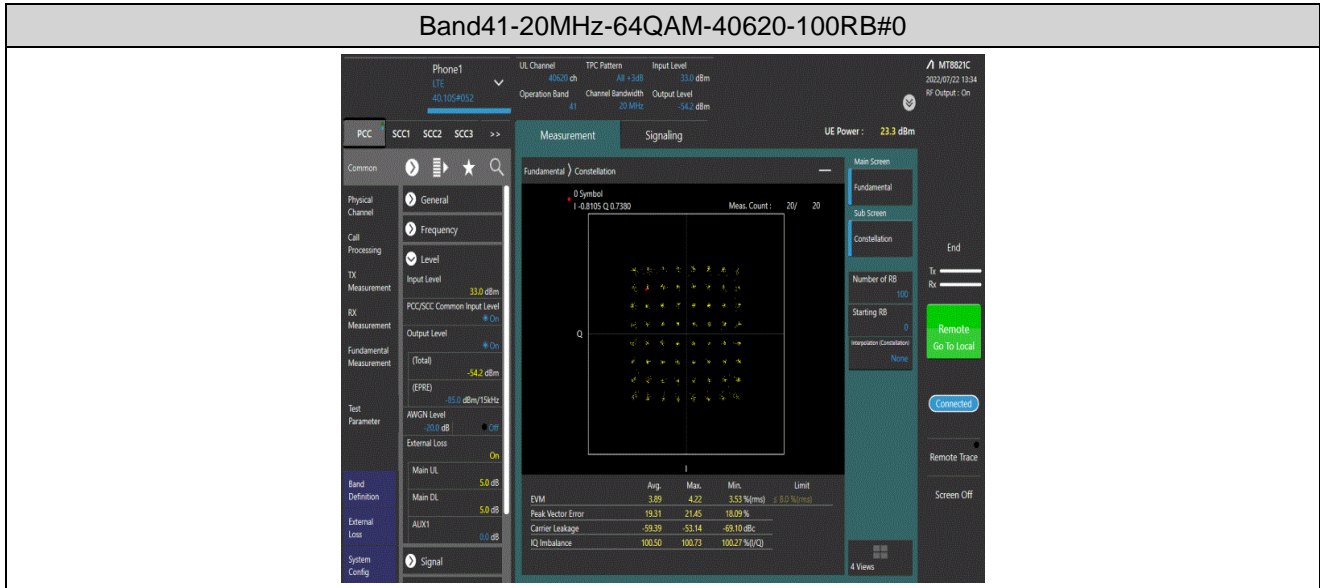 Band41-20MHz-64QAM-40620-100RB#0
Phone1
LTE
40.10S#052
UL Channel TPC Pattern Input Level
40620 ch All +3dB 33.0 dBm
Operation Band Channel Bandwidth Output Level
41 20 MHz -54.2 dBm
MT8821C
2022/07/22 13:34
RF Output : On
PCC SCC1 SCC2 SCC3 >>
Measurement Signaling
UE Power : 23.3 dBm
Common
Physical Channel
Call Processing
TX Measurement
RX Measurement
Fundamental Measurement
Test Parameter
Band Definition
External Loss
System Config
General
Frequency
Level
Input Level
33.0 dBm
PCC/SCC Common Input Level
On
Output Level
On
(Total)
-54.2 dBm
(EPRE)
-85.0 dBm/15kHz
AWGN Level
-20.0 dB Off
External Loss
On
Main UL
5.0 dB
Main DL
5.0 dB
AUX1
0.0 dB
Signal
Fundamental 〉 Constellation
0 Symbol
I -0.8105 Q 0.7380 Meas. Count : 20/ 20
Q
I
Avg. Max. Min. Limit
EVM 3.89 4.22 3.53 %(rms) ≤ 8.0 %(rms)
Peak Vector Error 19.31 21.45 18.09 %
Carrier Leakage -59.39 -53.14 -69.10 dBc
IQ Imbalance 100.50 100.73 100.27 %(I/Q)
Main Screen
Fundamental
Sub Screen
Constellation
Number of RB
100
Starting RB
0
Interpolation (Constellation)
None
4 Views
End
Tx
Rx
Remote
Go To Local
Connected
Remote Trace
Screen Off